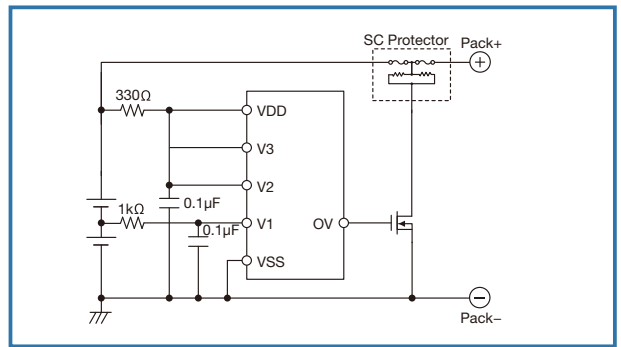 SC Protector
Pack+
330Ω
VDD
V3
V2
0.1µF
1kΩ
V1
0.1µF
OV
VSS
Pack−